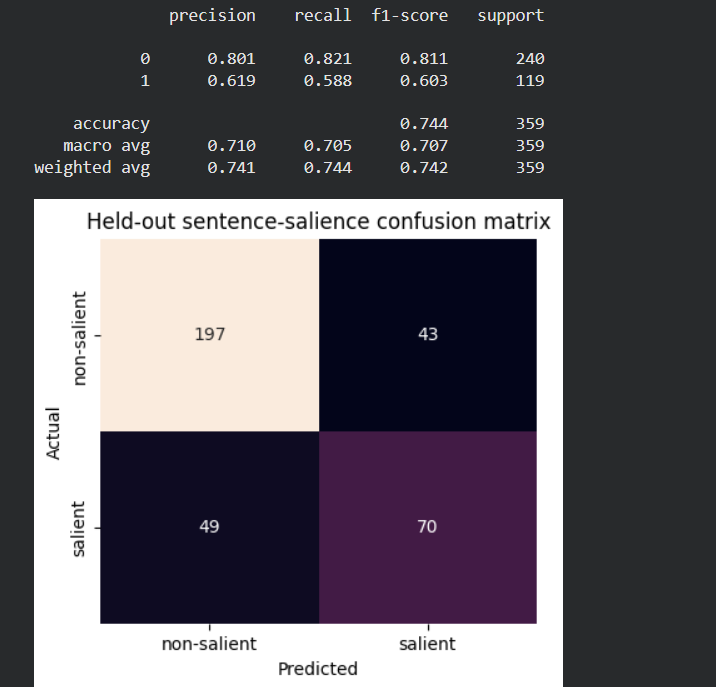 precision recall f1-score support
0 0.801 0.821 0.811 240
1 0.619 0.588 0.603 119
accuracy 0.744 359
macro avg 0.710 0.705 0.707 359
weighted avg 0.741 0.744 0.742 359
Held-out sentence-salience confusion matrix
non-salient
197 43
Actual
salient
49 70
non-salient salient
Predicted